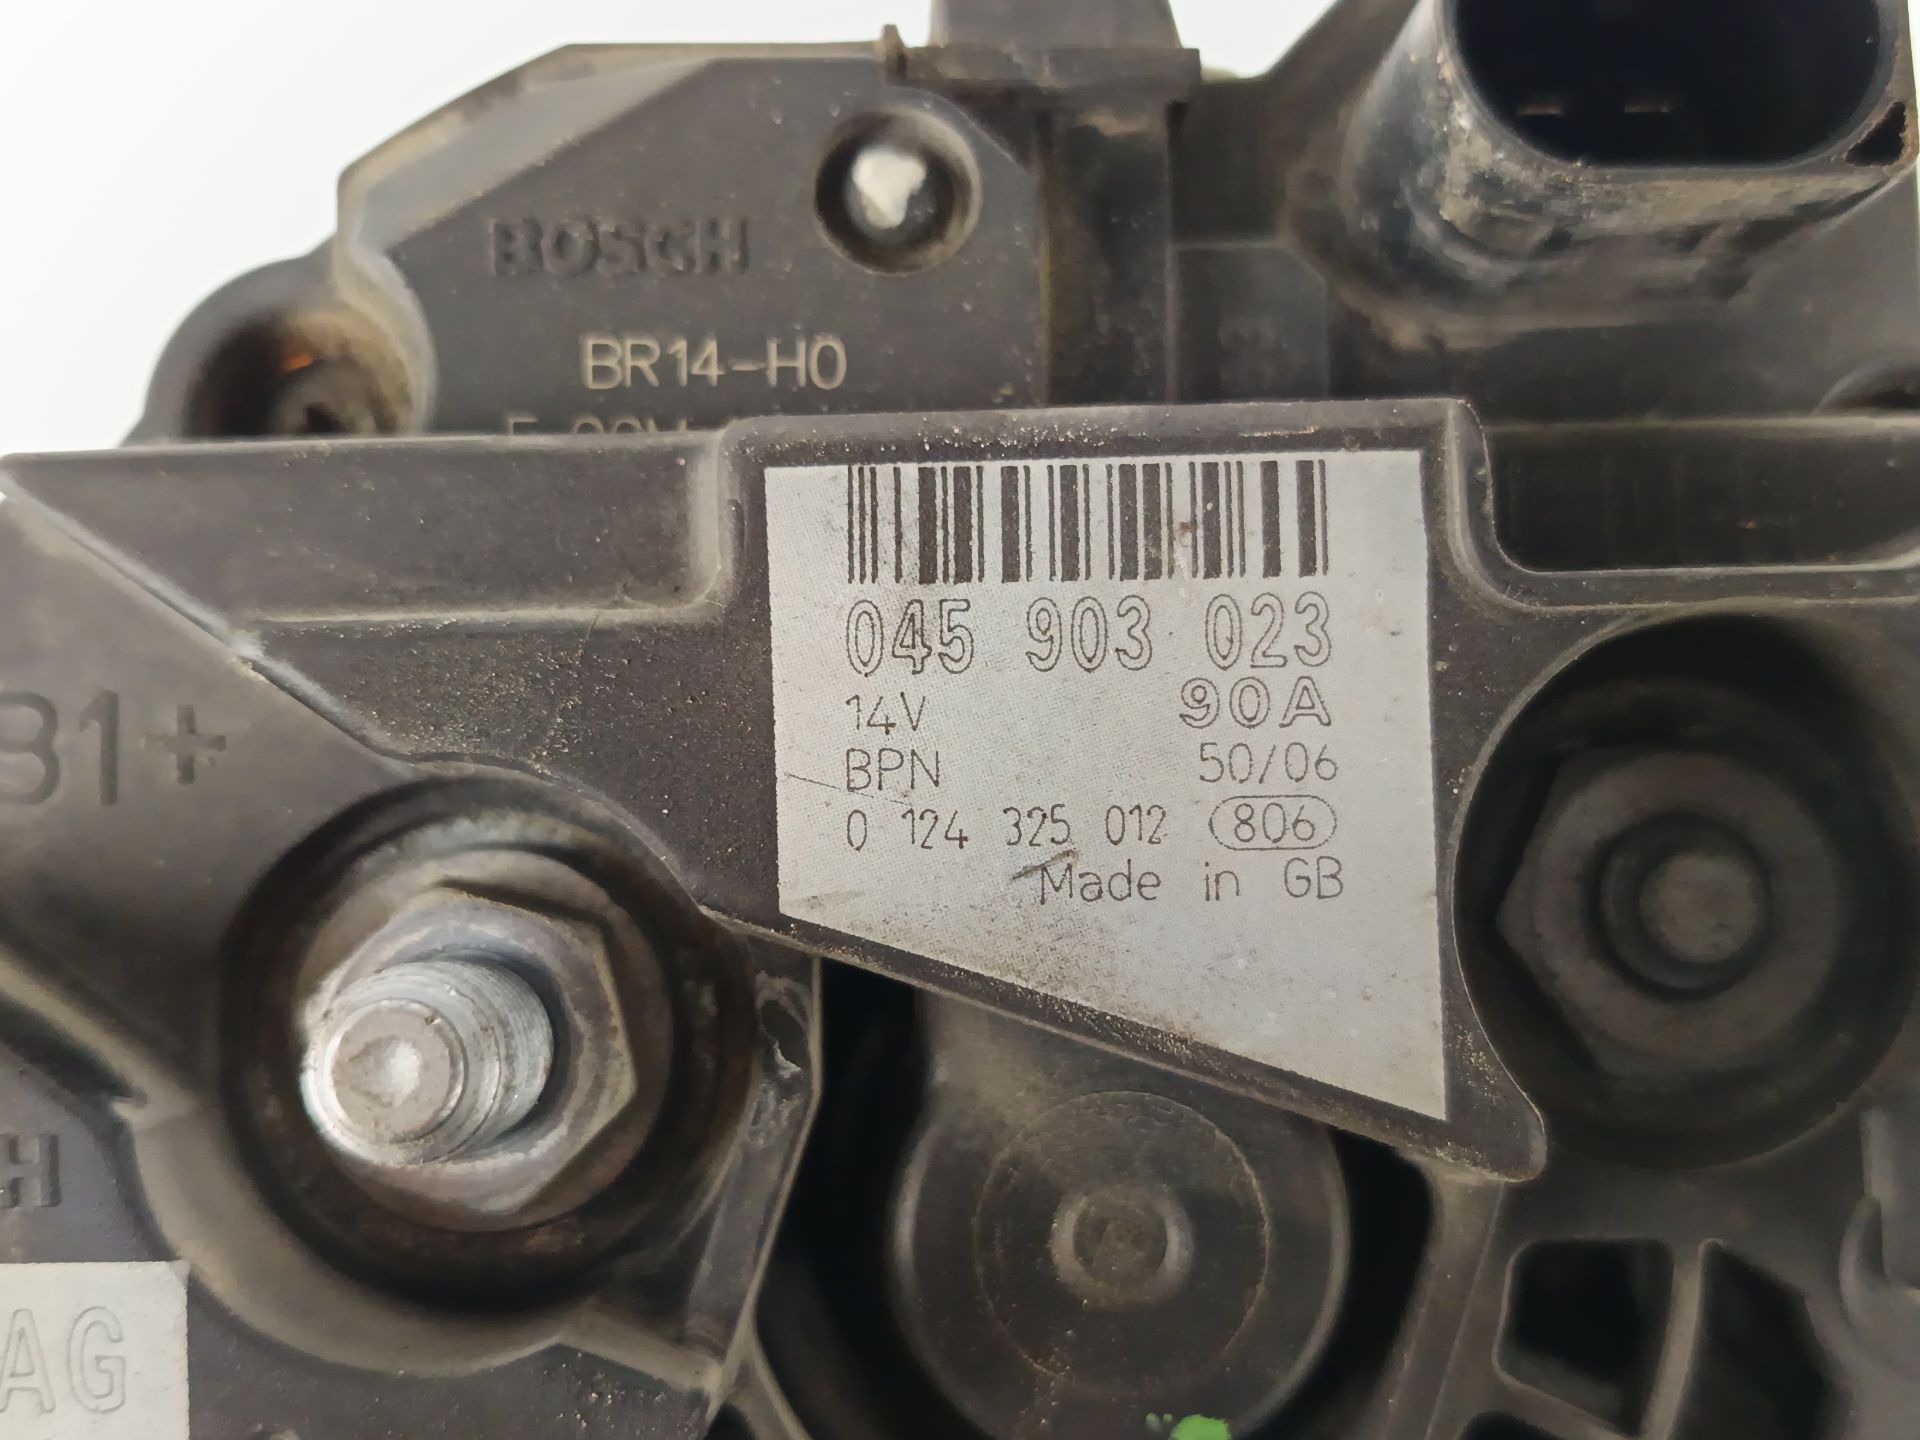 BOSCH
BR14-H0
045 903 023
14V 90A
BPN 50/06
0 124 325 012 806
Made in GB
B1+
H
AG